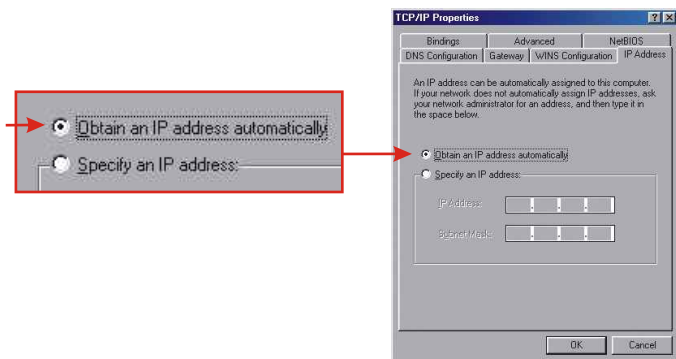 Obtain an IP address automatically
Specify an IP address:
TCP/IP Properties
Bindings
Advanced
NetBIOS
DNS Configuration
Gateway
WINS Configuration
IP Address
An IP address can be automatically assigned to this computer.
If your network does not automatically assign IP addresses, ask
your network administrator for an address, and then type it in
the space below.
Obtain an IP address automatically
Specify an IP address:
IP Address:
Subnet Mask:
OK
Cancel